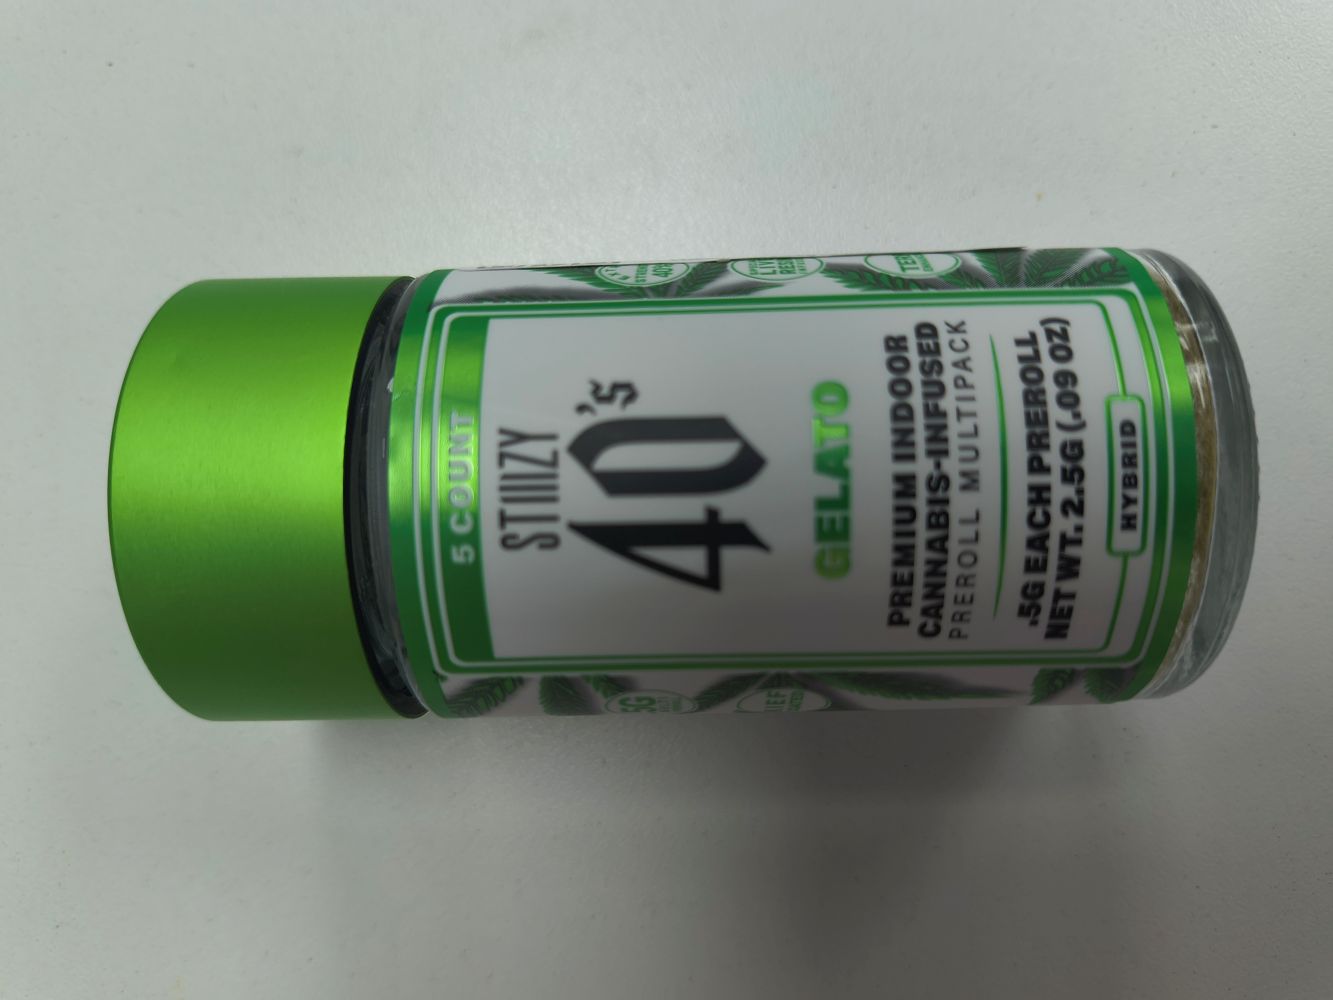 5 COUNT
STIIIZY
40's
GELATO
PREMIUM INDOOR
CANNABIS-INFUSED
PREROLL MULTIPACK
.5G EACH PREROLL
NET WT. 2.5G (.09 OZ)
HYBRID